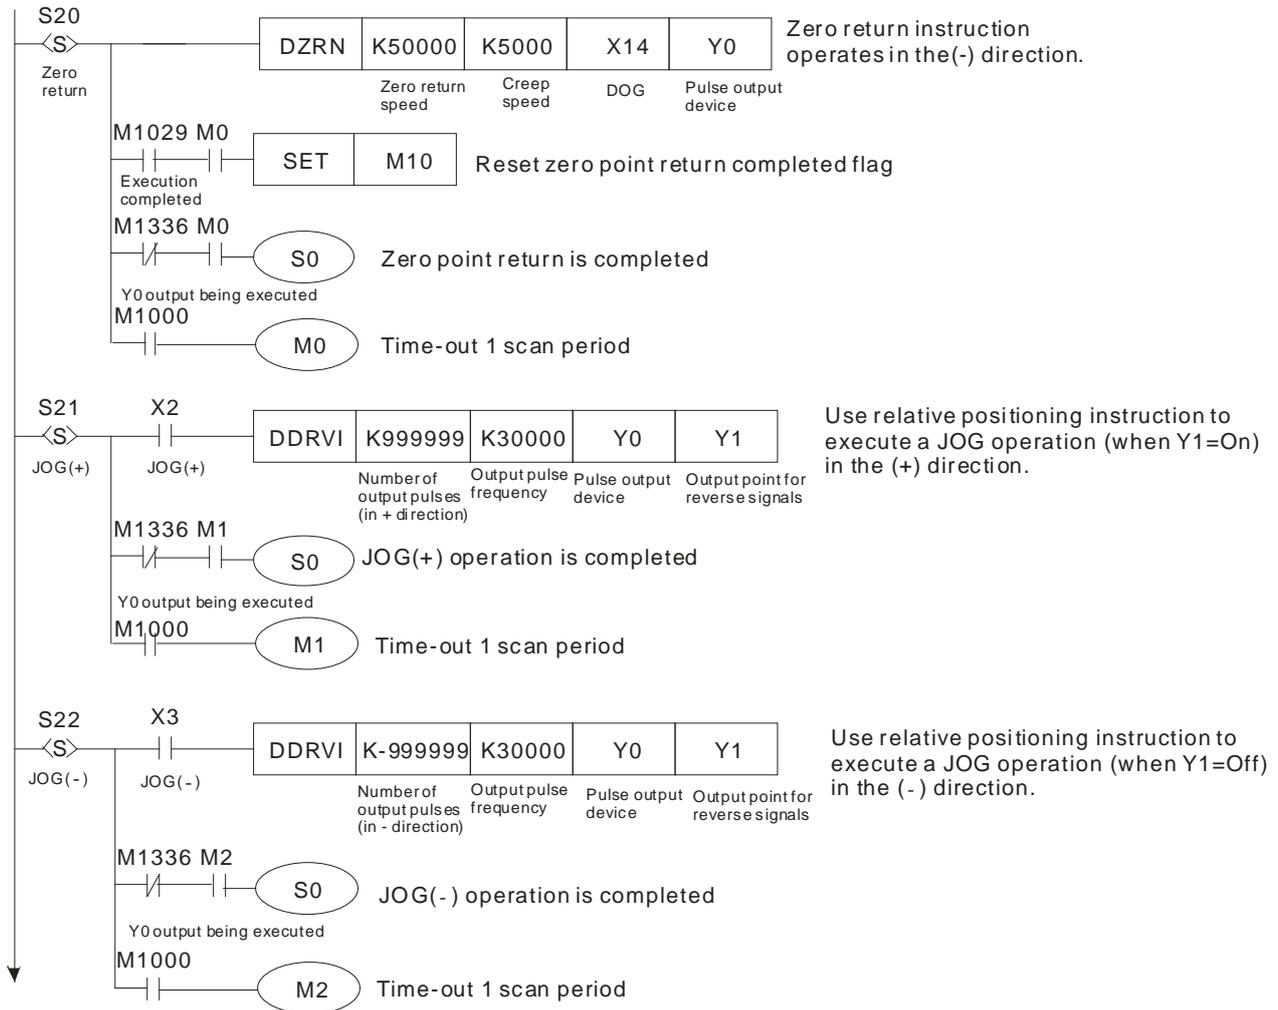 S20
S
Zero
return
DZRN K50000 K5000 X14 Y0
Zero return
speed
Creep
speed
DOG
Pulse output
device
Zero return instruction
operates in the(-) direction.
M1029 M0
Execution
completed
SET M10
Reset zero point return completed flag
M1336 M0
S0
Zero point return is completed
Y0 output being executed
M1000
M0
Time-out 1 scan period
S21
S
JOG(+)
X2
JOG(+)
DDRVI K999999 K30000 Y0 Y1
Number of
output pulses
(in + direction)
Output pulse
frequency
Pulse output
device
Output point for
reverse signals
Use relative positioning instruction to
execute a JOG operation (when Y1=On)
in the (+) direction.
M1336 M1
S0
JOG(+) operation is completed
Y0 output being executed
M1000
M1
Time-out 1 scan period
S22
S
JOG(-)
X3
JOG(-)
DDRVI K-999999 K30000 Y0 Y1
Number of
output pulses
(in - direction)
Output pulse
frequency
Pulse output
device
Output point for
reverse signals
Use relative positioning instruction to
execute a JOG operation (when Y1=Off)
in the (-) direction.
M1336 M2
S0
JOG(-) operation is completed
Y0 output being executed
M1000
M2
Time-out 1 scan period